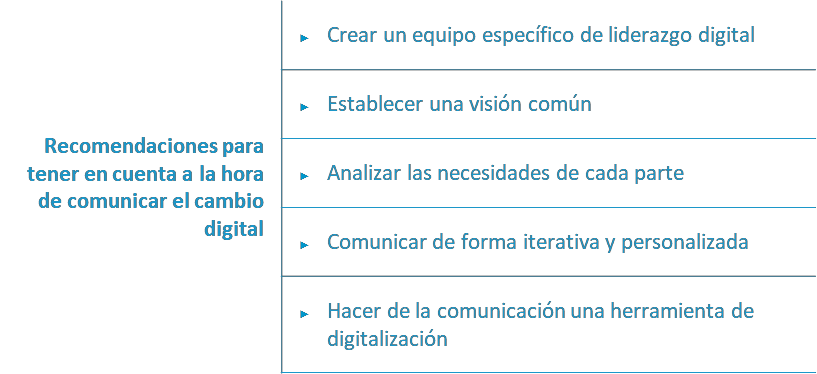 Recomendaciones para
tener en cuenta a la hora
de comunicar el cambio
digital
Crear un equipo específico de liderazgo digital
Establecer una visión común
Analizar las necesidades de cada parte
Comunicar de forma iterativa y personalizada
Hacer de la comunicación una herramienta de
digitalización